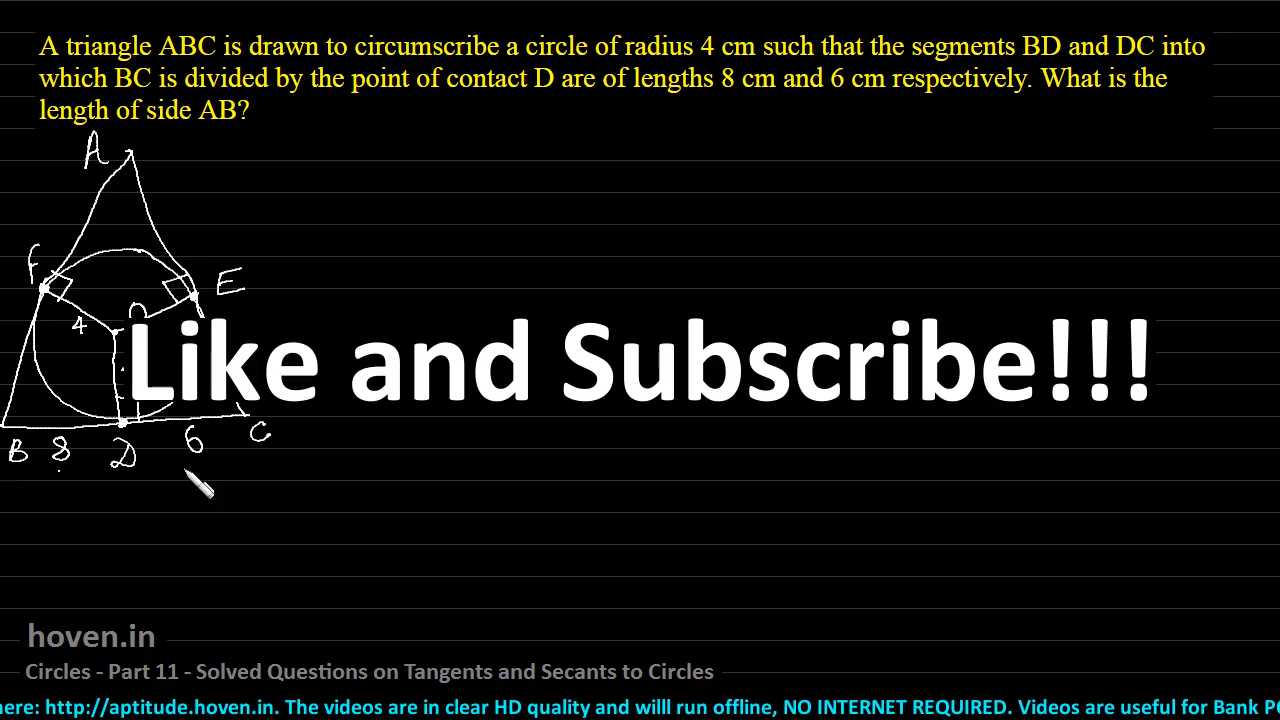 A triangle ABC is drawn to circumscribe a circle of radius 4 cm such that the segments BD and DC into
which BC is divided by the point of contact D are of lengths 8 cm and 6 cm respectively. What is the
length of side AB?
A
F
E
4
Like and Subscribe!!!
B 8 D 6 C
hoven.in
Circles - Part 11 - Solved Questions on Tangents and Secants to Circles
here: http://aptitude.hoven.in. The videos are in clear HD quality and willl run offline, NO INTERNET REQUIRED. Videos are useful for Bank